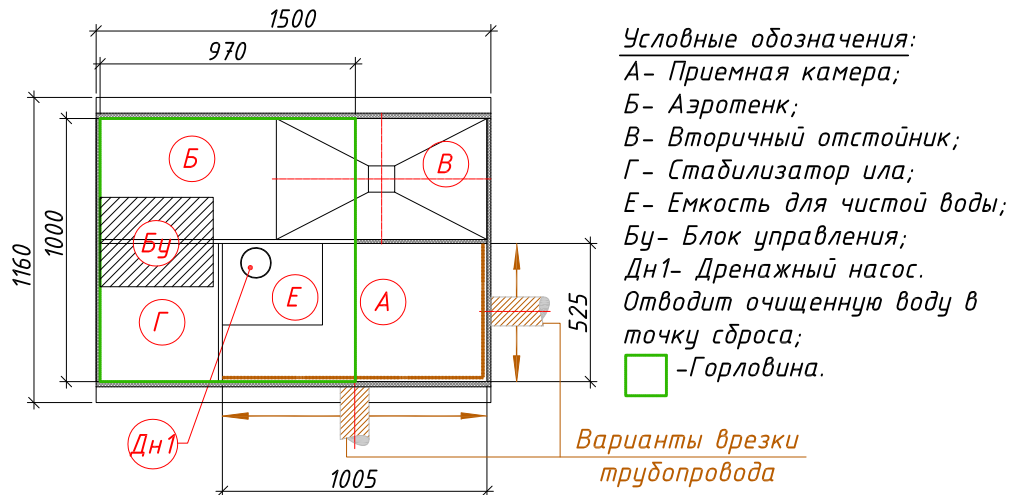 1500
970
Условные обозначения:
А- Приемная камера;
Б- Аэротенк;
В- Вторичный отстойник;
Г- Стабилизатор ила;
Е- Емкость для чистой воды;
Бу- Блок управления;
Дн1- Дренажный насос.
Отводит очищенную воду в
точку сброса;
-Горловина.
Б
В
Бу
Е
А
Г
1160
1000
525
Дн1
1005
Варианты врезки
трубопровода